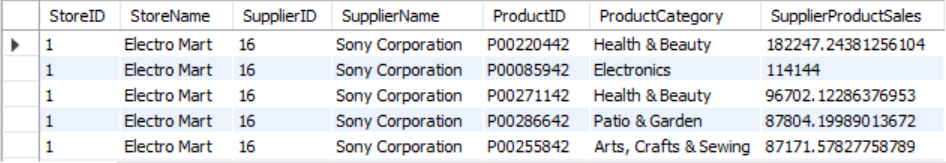 StoreID StoreName SupplierID SupplierName ProductID ProductCategory SupplierProductSales
1 Electro Mart 16 Sony Corporation P00220442 Health & Beauty 182247.24381256104
1 Electro Mart 16 Sony Corporation P00085942 Electronics 114144
1 Electro Mart 16 Sony Corporation P00271142 Health & Beauty 96702.12286376953
1 Electro Mart 16 Sony Corporation P00286642 Patio & Garden 87804.19989013672
1 Electro Mart 16 Sony Corporation P00255842 Arts, Crafts & Sewing 87171.57827758789